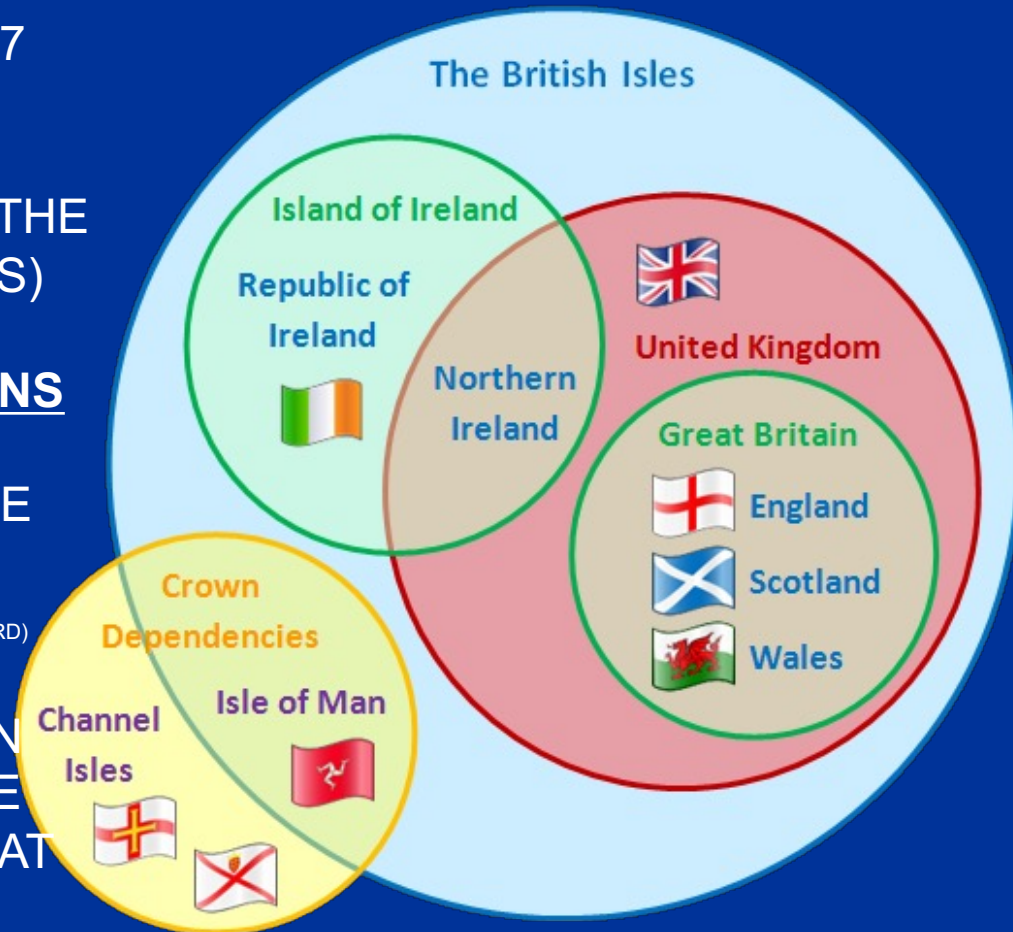 7
THE
S)
NS
E
RD)
N
E
AT
The British Isles
Island of Ireland
Republic of
Ireland
Northern
Ireland
United Kingdom
Great Britain
England
Scotland
Wales
Crown
Dependencies
Isle of Man
Channel
Isles